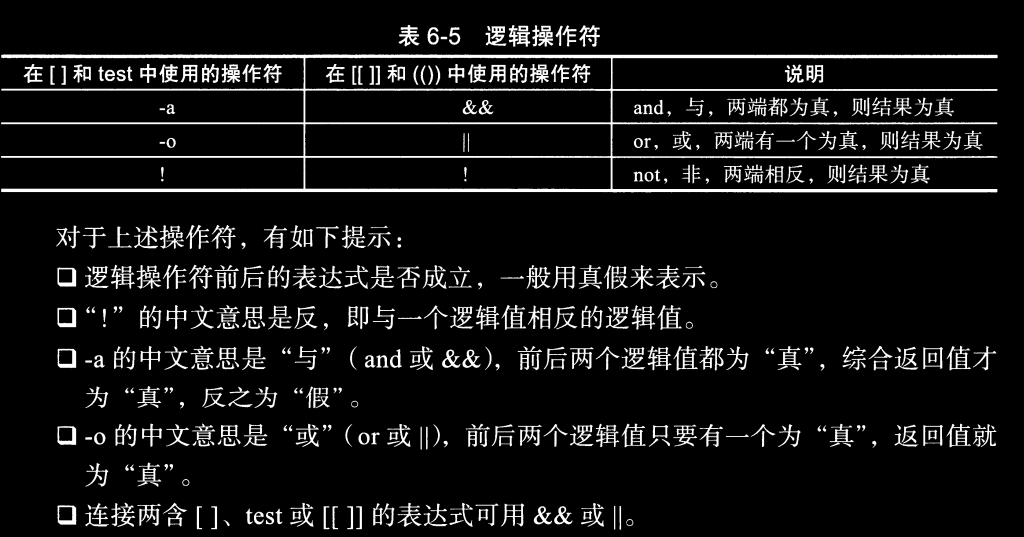 表 6-5 逻辑操作符
在 [ ] 和 test 中使用的操作符 在 [[ ]] 和 (()) 中使用的操作符 说明
-a && and，与，两端都为真，则结果为真
-o || or，或，两端有一个为真，则结果为真
! ! not，非，两端相反，则结果为真
对于上述操作符，有如下提示：
❑ 逻辑操作符前后的表达式是否成立，一般用真假来表示。
❑ “!” 的中文意思是反，即与一个逻辑值相反的逻辑值。
❑ -a 的中文意思是“与”（and 或 &&），前后两个逻辑值都为“真”，综合返回值才
为“真”，反之为“假”。
❑ -o 的中文意思是“或”（or 或 ||），前后两个逻辑值只要有一个为“真”，返回值就
为“真”。
❑ 连接两含 [ ]、test 或 [[ ]] 的表达式可用 && 或 ||。